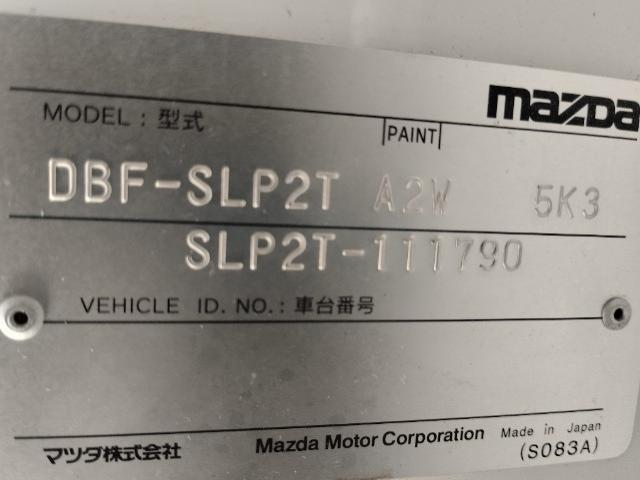 mazda
MODEL : 型式 PAINT
DBF-SLP2T A2W 5K3
SLP2T-111790
VEHICLE ID. NO. : 車台番号
マツダ株式会社 Mazda Motor Corporation Made in Japan
(S083A)